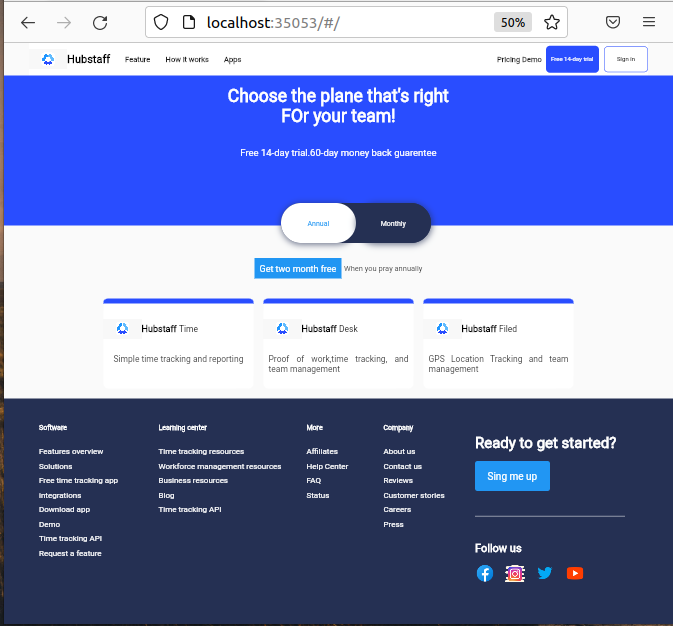 localhost:35053/#/
50%
Hubstaff
Feature
How it works
Apps
Pricing Demo
Free 14-day trial
Sign in
Choose the plane that's right
FOr your team!
Free 14-day trial.60-day money back guarentee
Annual
Monthly
Get two month free
When you pray annually
Hubstaff Time
Simple time tracking and reporting
Hubstaff Desk
Proof of work,time tracking, and
team management
Hubstaff Filed
GPS Location Tracking and team
management
Software
Features overview
Solutions
Free time tracking app
Integrations
Download app
Demo
Time tracking API
Request a feature
Learning center
Time tracking resources
Workforce management resources
Business resources
Blog
Time tracking API
More
Affiliates
Help Center
FAQ
Status
Company
About us
Contact us
Reviews
Customer stories
Careers
Press
Ready to get started?
Sing me up
Follow us